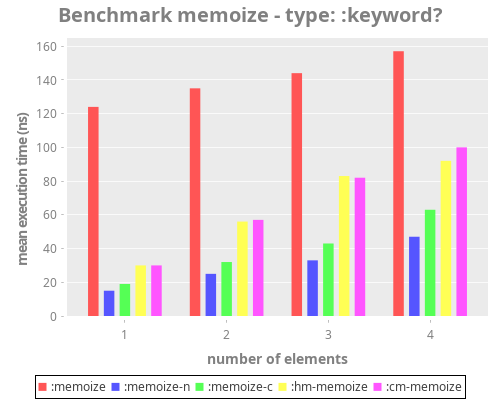 Benchmark memoize - type: :keyword?
mean execution time (ns)
160
140
120
100
80
60
40
20
0
1 2 3 4
number of elements
:memoize :memoize-n :memoize-c :hm-memoize :cm-memoize